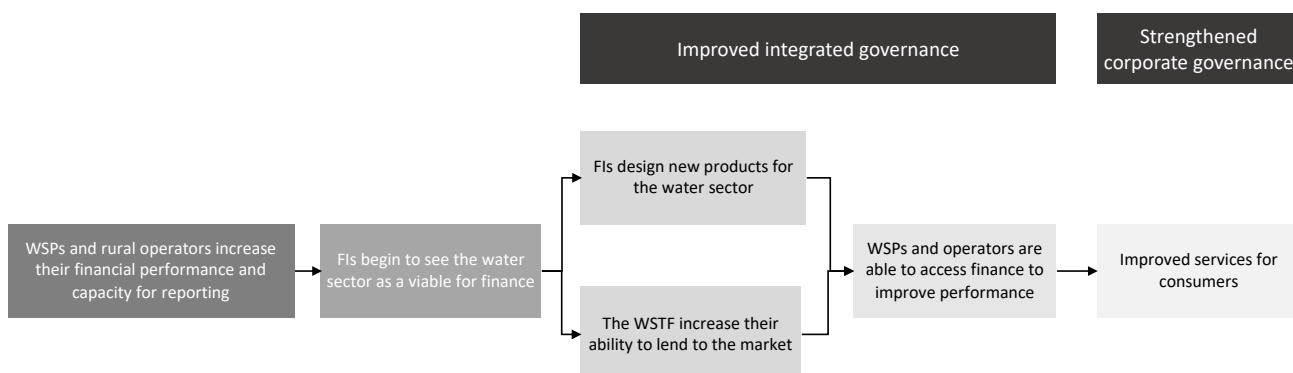 Improved integrated governance
Strengthened
corporate governance
WSPs and rural operators increase
their financial performance and
capacity for reporting
FIs begin to see the water
sector as a viable for finance
FIs design new products for
the water sector
The WSTF increase their
ability to lend to the market
WSPs and operators are
able to access finance to
improve performance
Improved services for
consumers